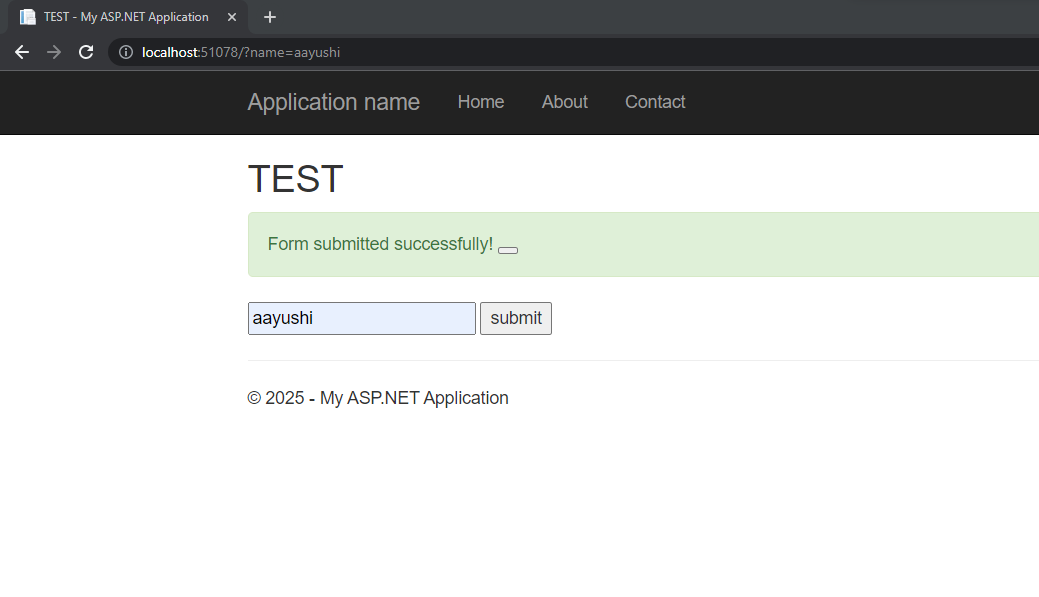 TEST - My ASP.NET Application
localhost:51078/?name=aayushi
Application name Home About Contact
TEST
Form submitted successfully!
aayushi submit
© 2025 - My ASP.NET Application